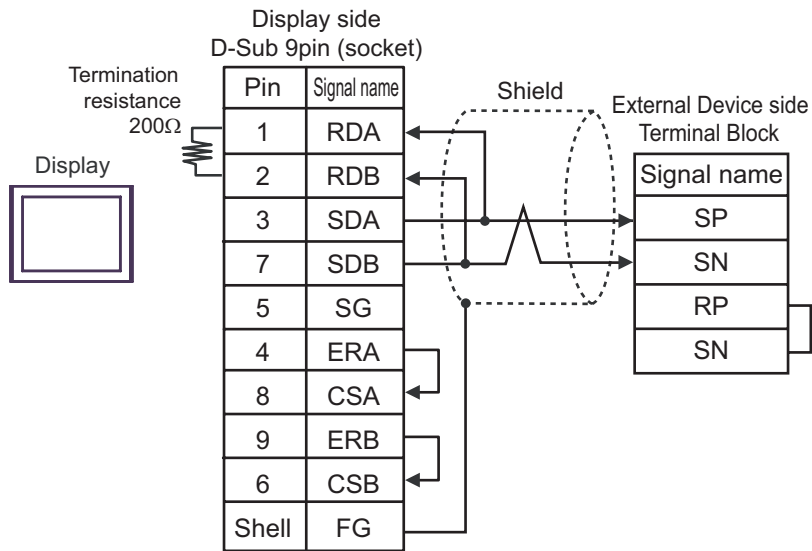 Display side
D-Sub 9pin (socket)
Termination
resistance
200Ω
Display
Pin Signal name
1 RDA
2 RDB
3 SDA
7 SDB
5 SG
4 ERA
8 CSA
9 ERB
6 CSB
Shell FG
Shield
External Device side
Terminal Block
Signal name
SP
SN
RP
SN